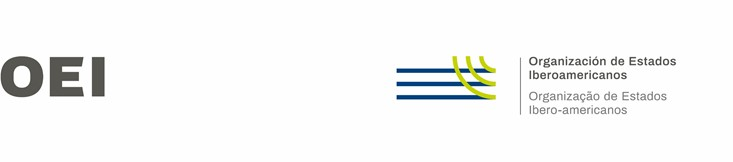 OEI
Organización de Estados
Iberoamericanos
Organização de Estados
Ibero-americanos